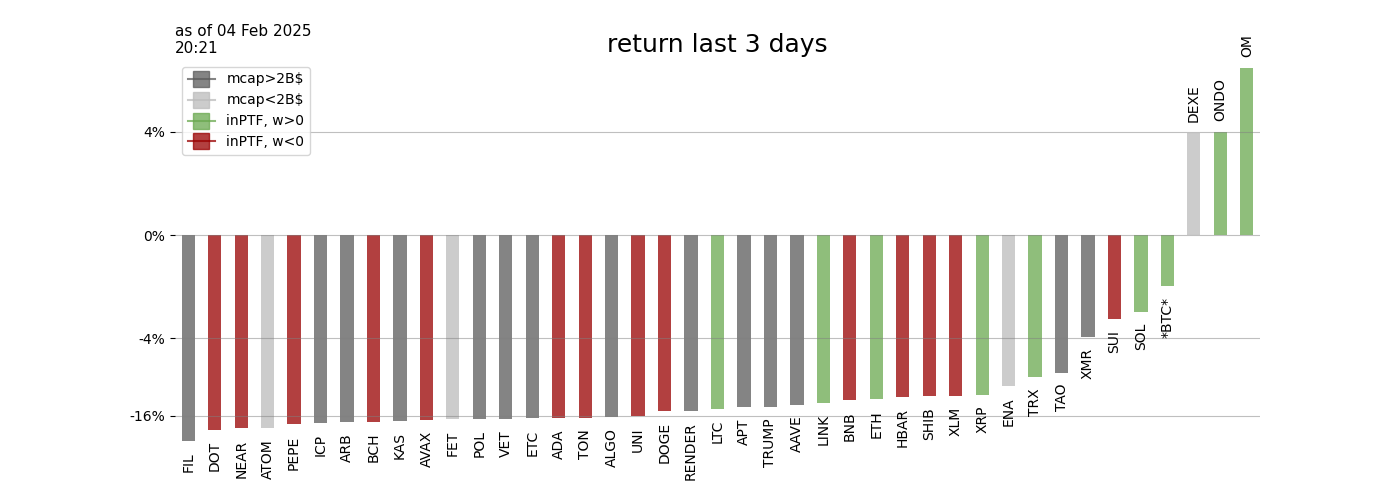 as of 04 Feb 2025
20:21
return last 3 days
mcap>2B$
mcap<2B$
inPTF, w>0
inPTF, w<0
4%
0%
-4%
-16%
FIL
DOT
NEAR
ATOM
PEPE
ICP
ARB
BCH
KAS
AVAX
FET
POL
VET
ETC
ADA
TON
ALGO
UNI
DOGE
RENDER
LTC
APT
TRUMP
AAVE
LINK
BNB
ETH
HBAR
SHIB
XLM
XRP
ENA
TRX
TAO
XMR
SUI
SOL
*BTC*
DEXE
ONDO
OM